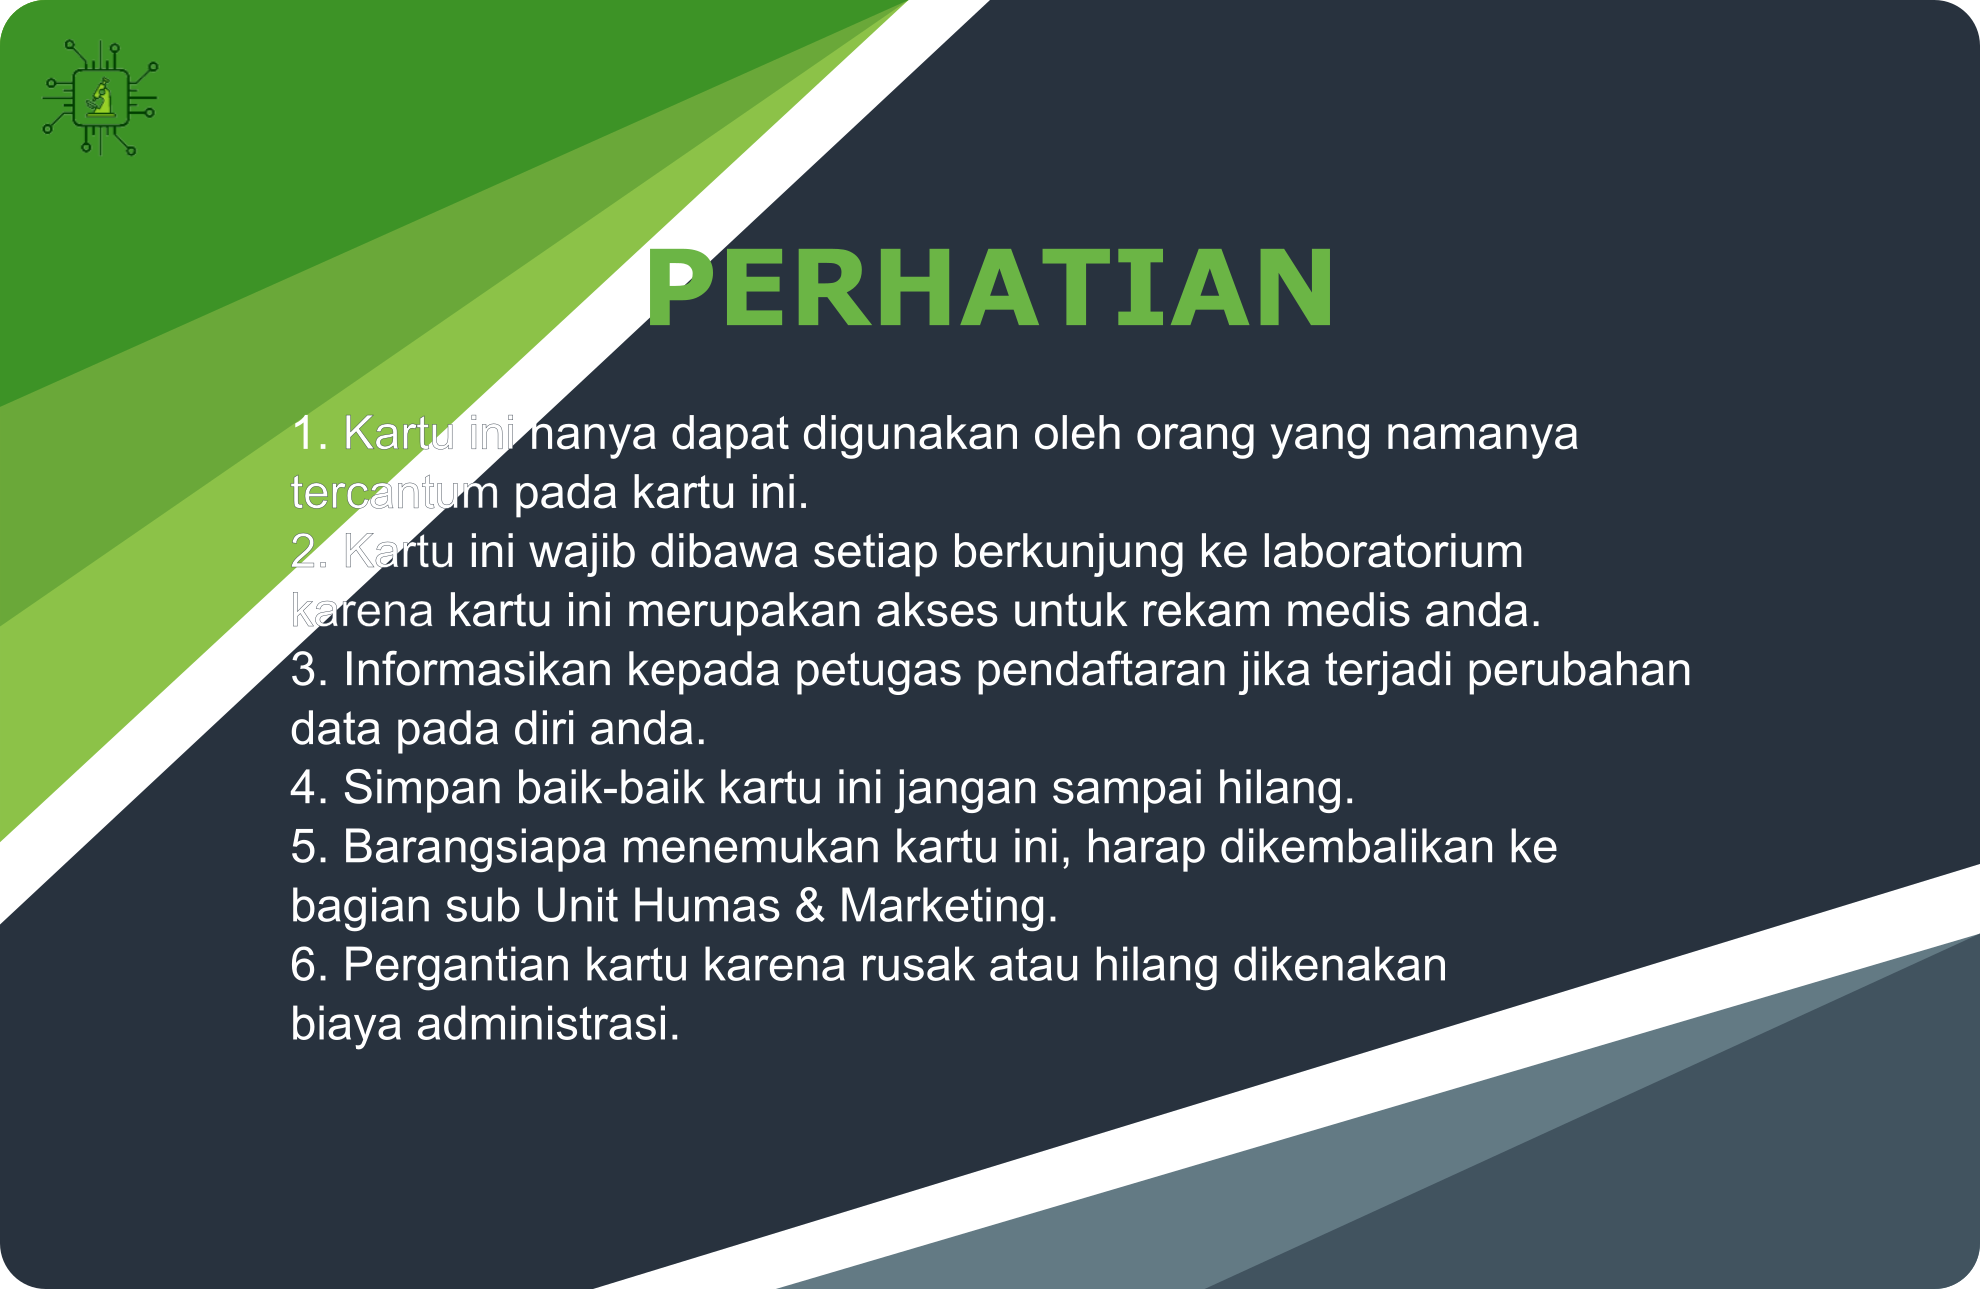 PERHATIAN
1. Kartu ini hanya dapat digunakan oleh orang yang namanya
tercantum pada kartu ini.
2. Kartu ini wajib dibawa setiap berkunjung ke laboratorium
karena kartu ini merupakan akses untuk rekam medis anda.
3. Informasikan kepada petugas pendaftaran jika terjadi perubahan
data pada diri anda.
4. Simpan baik-baik kartu ini jangan sampai hilang.
5. Barangsiapa menemukan kartu ini, harap dikembalikan ke
bagian sub Unit Humas & Marketing.
6. Pergantian kartu karena rusak atau hilang dikenakan
biaya administrasi.